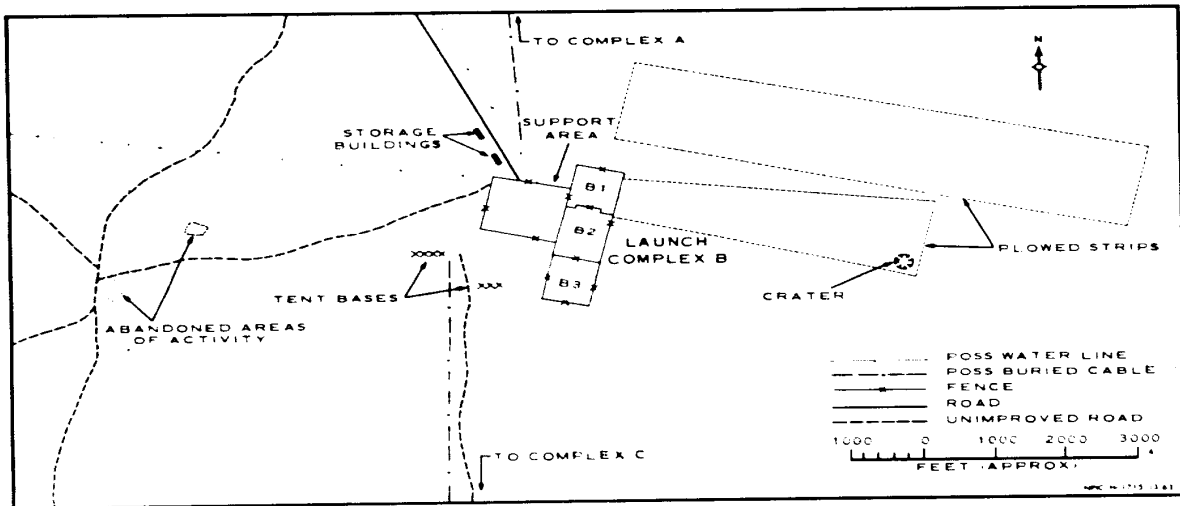 TO COMPLEX A
N
STORAGE
BUILDINGS
SUPPORT
AREA
B1
B2
B3
LAUNCH
COMPLEX B
PLOWED STRIPS
CRATER
TENT BASES
ABANDONED AREAS
OF ACTIVITY
TO COMPLEX C
POSS WATER LINE
POSS BURIED CABLE
FENCE
ROAD
UNIMPROVED ROAD
1000 0 1000 2000 3000
FEET (APPROX)